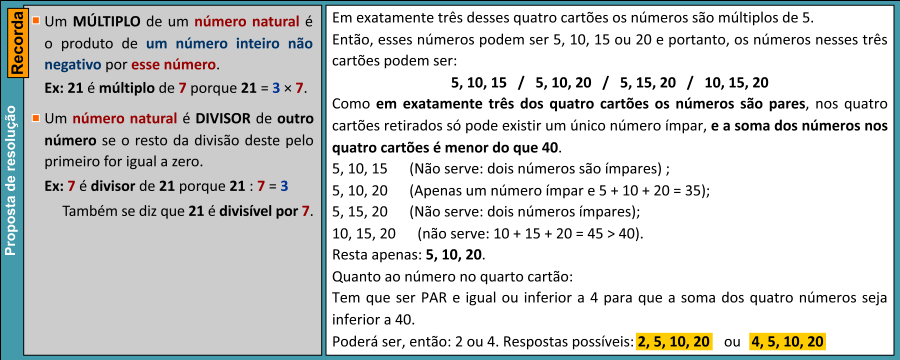 Recorda
Proposta de resolução
Um MÚLTIPLO de um número natural é
o produto de um número inteiro não
negativo por esse número.
Ex: 21 é múltiplo de 7 porque 21 = 3 × 7.
Um número natural é DIVISOR de outro
número se o resto da divisão deste pelo
primeiro for igual a zero.
Ex: 7 é divisor de 21 porque 21 : 7 = 3
Também se diz que 21 é divisível por 7.
Em exatamente três desses quatro cartões os números são múltiplos de 5.
Então, esses números podem ser 5, 10, 15 ou 20 e portanto, os números nesses três
cartões podem ser:
5, 10, 15 / 5, 10, 20 / 5, 15, 20 / 10, 15, 20
Como em exatamente três dos quatro cartões os números são pares, nos quatro
cartões retirados só pode existir um único número ímpar, e a soma dos números nos
quatro cartões é menor do que 40.
5, 10, 15 (Não serve: dois números são ímpares) ;
5, 10, 20 (Apenas um número ímpar e 5 + 10 + 20 = 35);
5, 15, 20 (Não serve: dois números ímpares);
10, 15, 20 (não serve: 10 + 15 + 20 = 45 > 40).
Resta apenas: 5, 10, 20.
Quanto ao número no quarto cartão:
Tem que ser PAR e igual ou inferior a 4 para que a soma dos quatro números seja
inferior a 40.
Poderá ser, então: 2 ou 4. Respostas possíveis: 2, 5, 10, 20 ou 4, 5, 10, 20